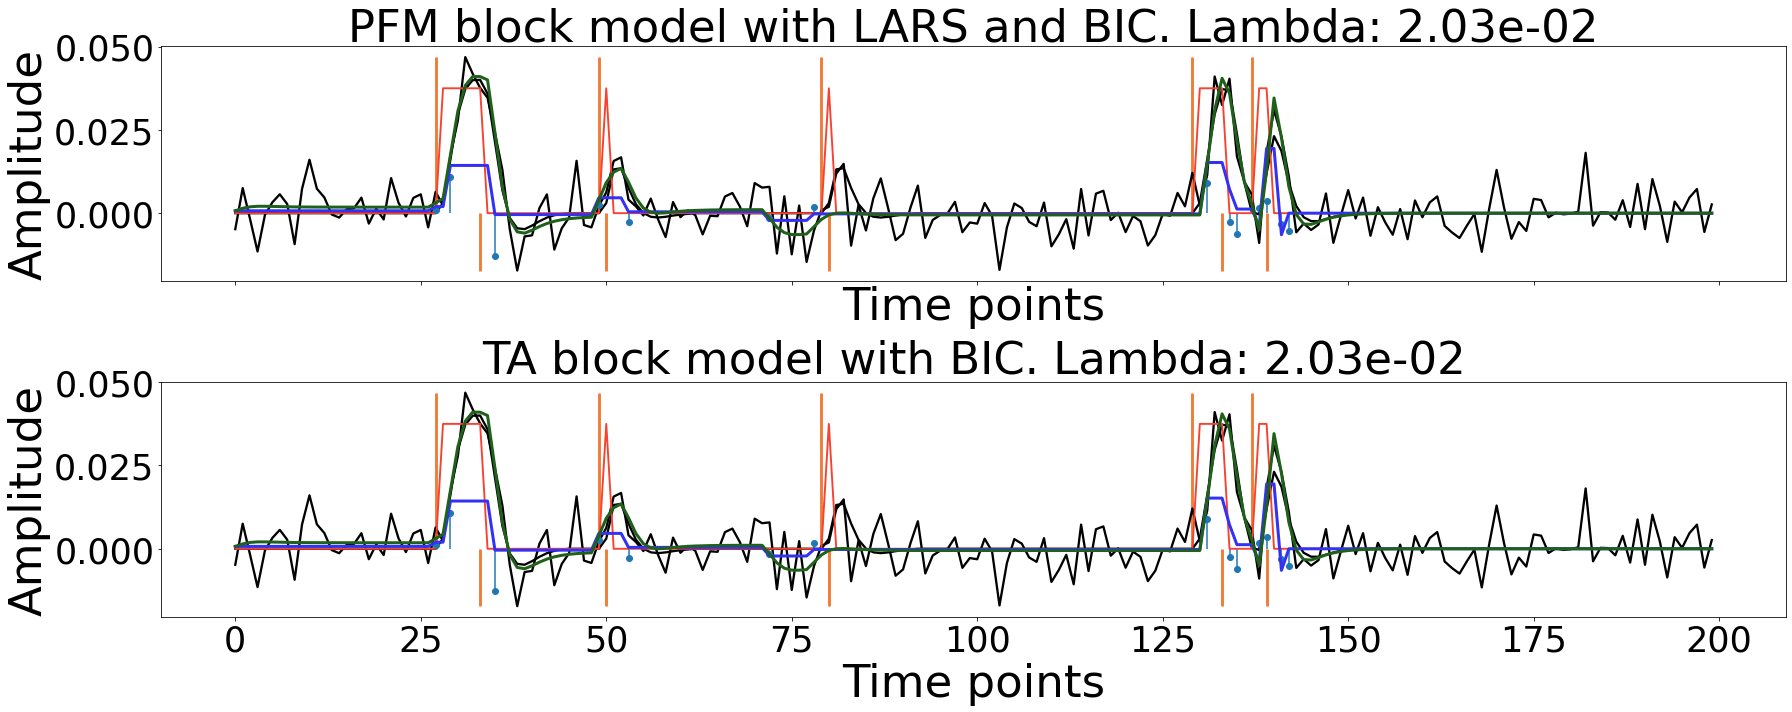 PFM block model with LARS and BIC. Lambda: 2.03e-02
Amplitude
0.050
0.025
0.000
Time points
TA block model with BIC. Lambda: 2.03e-02
Amplitude
0.050
0.025
0.000
0 25 50 75 100 125 150 175 200
Time points